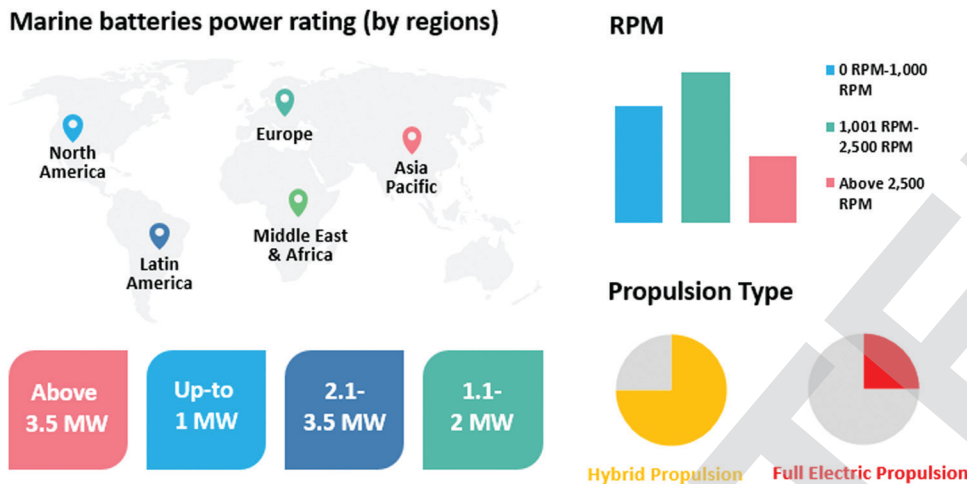 Marine batteries power rating (by regions)
North
America
Europe
Asia
Pacific
Middle East
& Africa
Latin
America
Above
3.5 MW
Up-to
1 MW
2.1-
3.5 MW
1.1-
2 MW
RPM
0 RPM-1,000
RPM
1,001 RPM-
2,500 RPM
Above 2,500
RPM
Propulsion Type
Hybrid Propulsion
Full Electric Propulsion